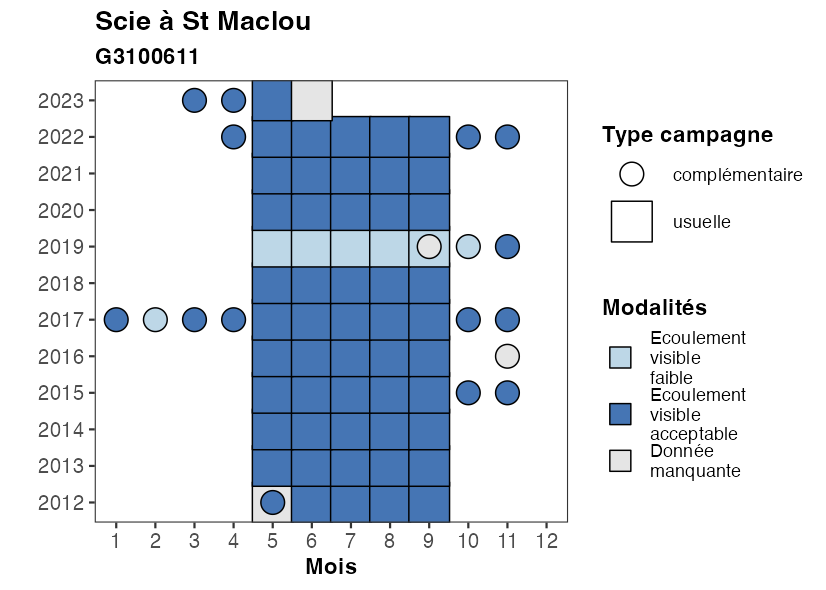 Scie à St Maclou
G3100611
2023
2022
2021
2020
2019
2018
2017
2016
2015
2014
2013
2012
1 2 3 4 5 6 7 8 9 10 11 12
Mois
Type campagne
complémentaire
usuelle
Modalités
Ecoulement
visible
faible
Ecoulement
visible
acceptable
Donnée
manquante